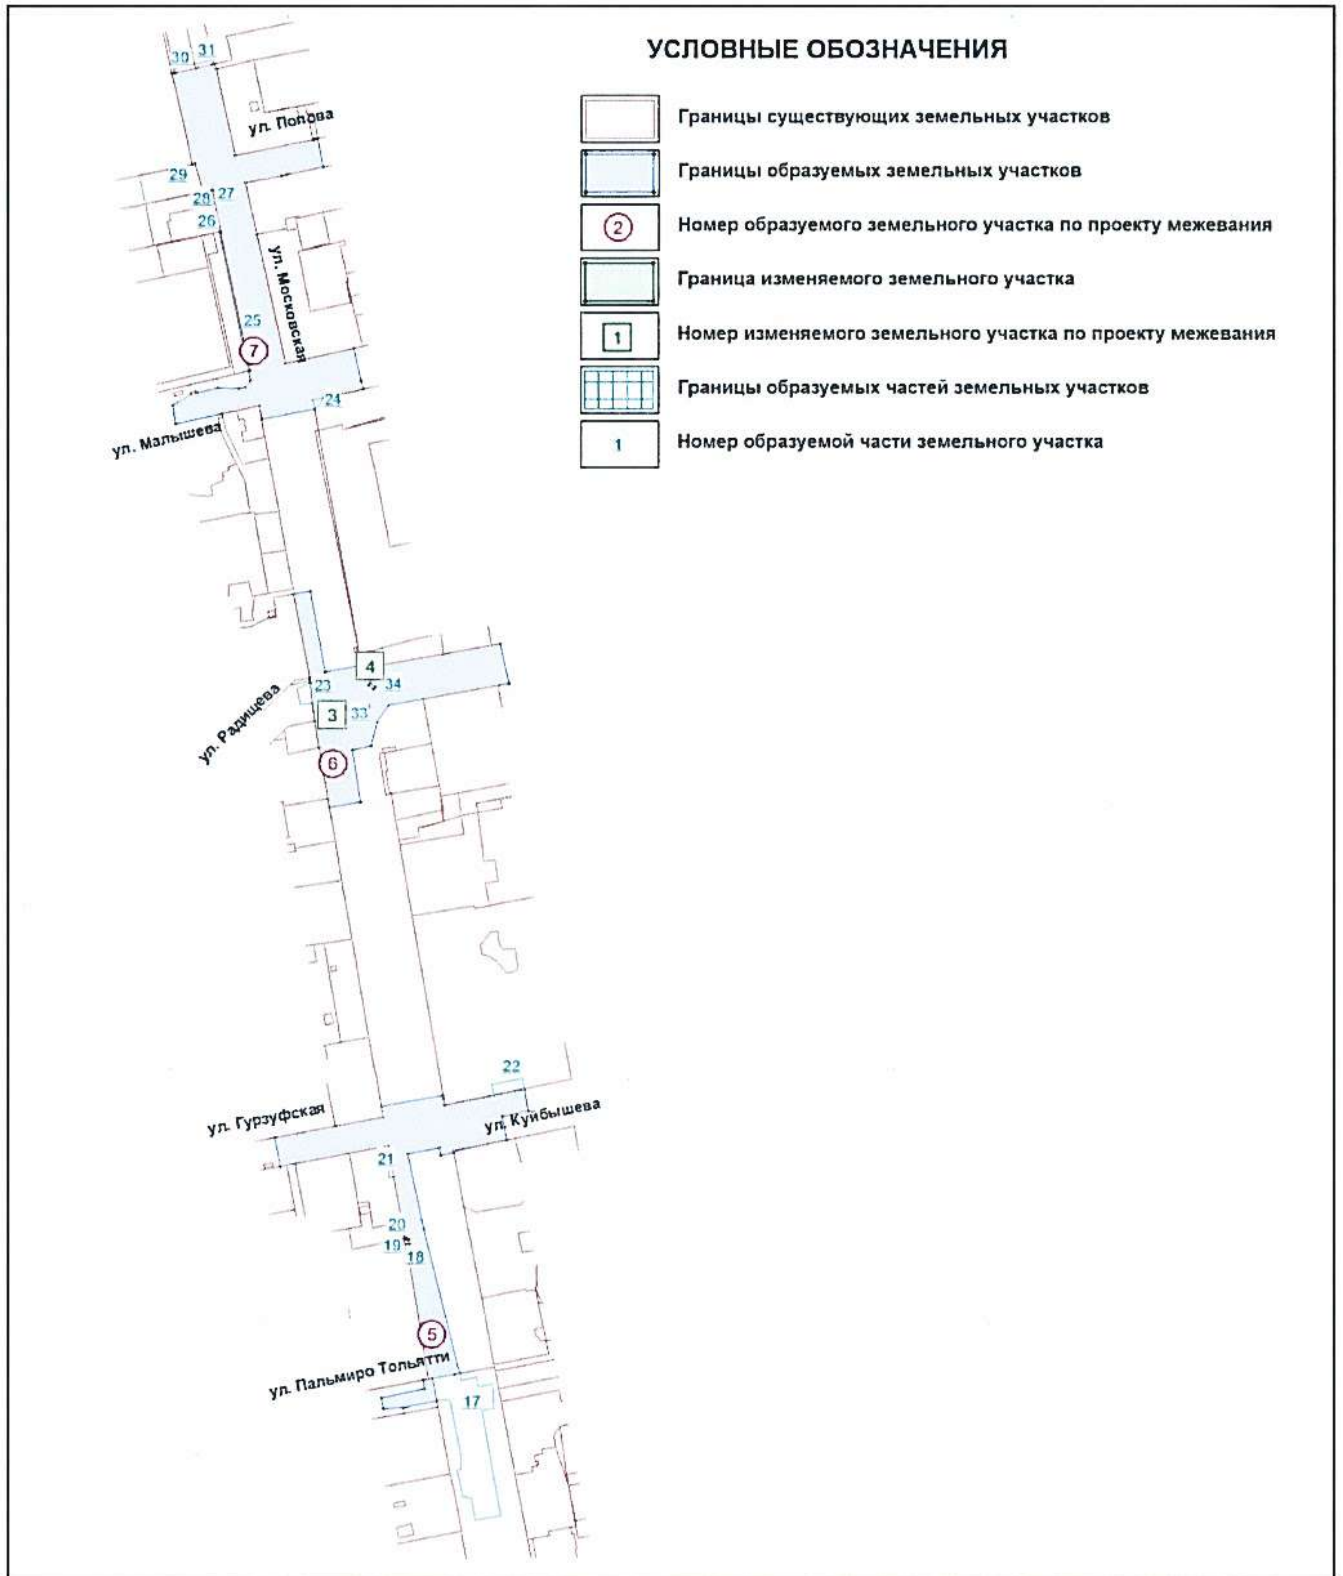 УСЛОВНЫЕ ОБОЗНАЧЕНИЯ
Границы существующих земельных участков
Границы образуемых земельных участков
2
Номер образуемого земельного участка по проекту межевания
Граница изменяемого земельного участка
1
Номер изменяемого земельного участка по проекту межевания
Границы образуемых частей земельных участков
1
Номер образуемой части земельного участка
30
31
ул. Попова
29
28
27
26
ул. Московская
25
7
24
ул. Малышева
4
23
34
3
33
ул. Радищева
6
22
ул. Гурзуфская
ул. Куйбышева
21
20
19
18
5
ул. Пальмиро Тольятти
17